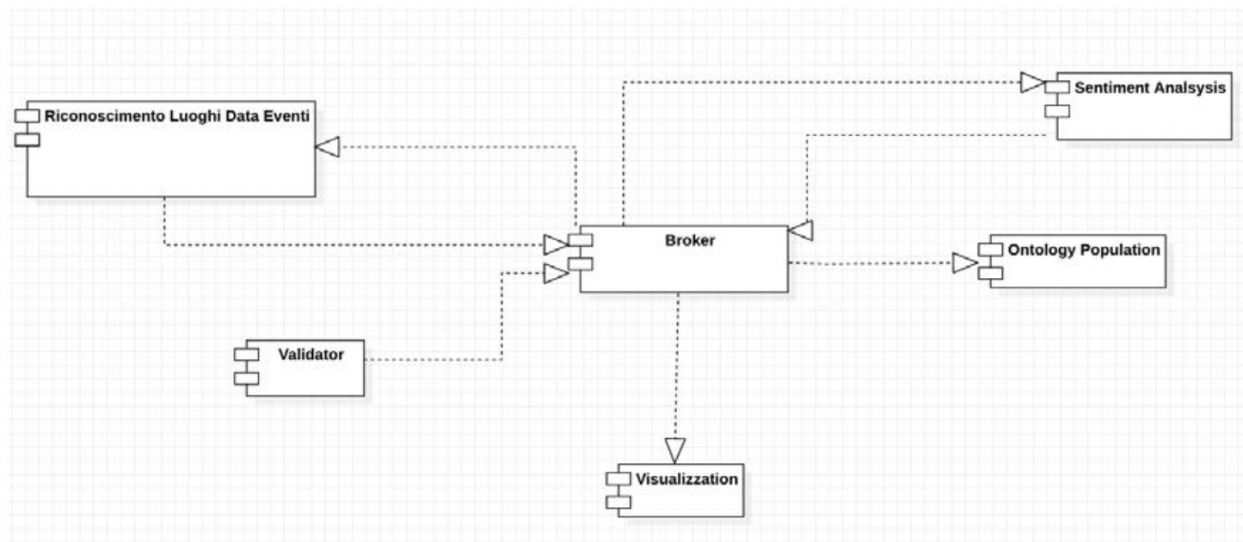 Sentiment Analsysis
Riconoscimento Luoghi Data Eventi
Broker
Ontology Population
Validator
Visualizzation